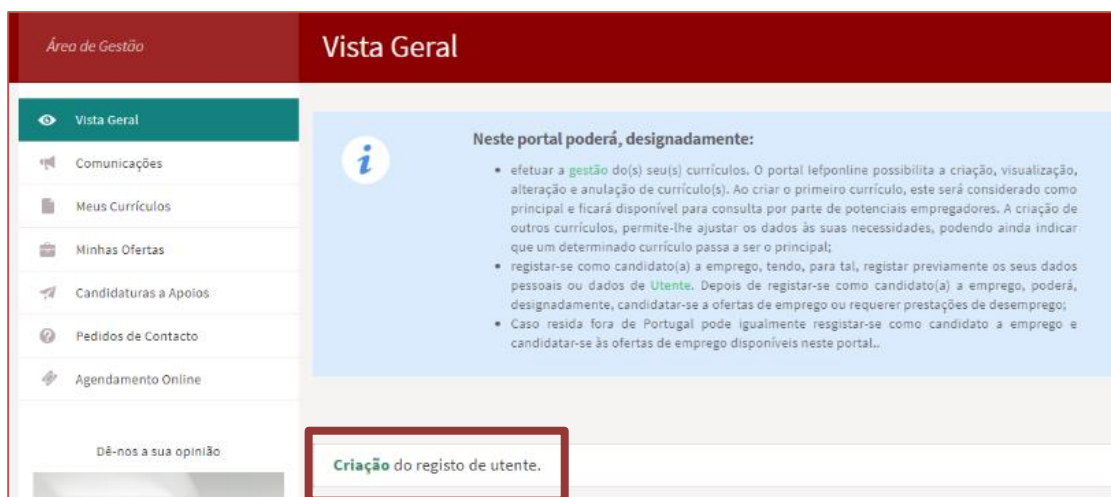 Área de Gestão
Vista Geral
Vista Geral
Comunicações
Meus Currículos
Minhas Ofertas
Candidaturas a Apoios
Pedidos de Contacto
Agendamento Online
Dê-nos a sua opinião
Neste portal poderá, designadamente:
• efetuar a gestão do(s) seu(s) currículos. O portal Iefponline possibilita a criação, visualização,
alteração e anulação de currículo(s). Ao criar o primeiro currículo, este será considerado como
principal e ficará disponível para consulta por parte de potenciais empregadores. A criação de
outros currículos, permite-lhe ajustar os dados às suas necessidades, podendo ainda indicar
que um determinado currículo passa a ser o principal;
• registar-se como candidato(a) a emprego, tendo, para tal, registar previamente os seus dados
pessoais ou dados de Utente. Depois de registar-se como candidato(a) a emprego, poderá,
designadamente, candidatar-se a ofertas de emprego ou requerer prestações de desemprego;
• Caso resida fora de Portugal pode igualmente resgistar-se como candidato a emprego e
candidatar-se às ofertas de emprego disponíveis neste portal..
Criação do registo de utente.